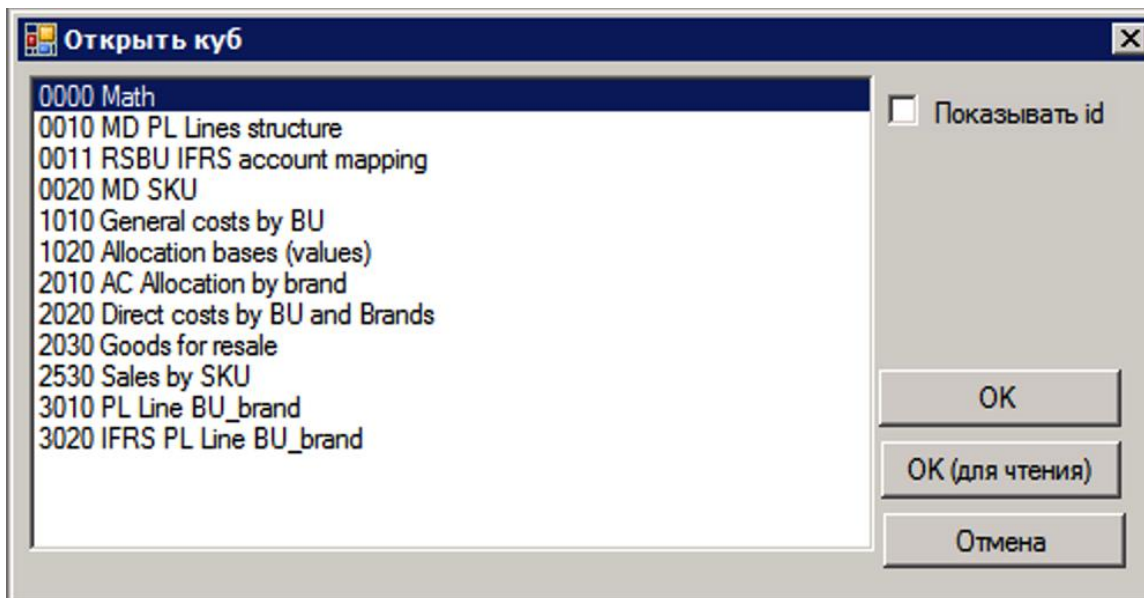 Открыть куб
0000 Math
0010 MD PL Lines structure
0011 RSBU IFRS account mapping
0020 MD SKU
1010 General costs by BU
1020 Allocation bases (values)
2010 AC Allocation by brand
2020 Direct costs by BU and Brands
2030 Goods for resale
2530 Sales by SKU
3010 PL Line BU_brand
3020 IFRS PL Line BU_brand
Показывать id
OK
OK (для чтения)
Отмена